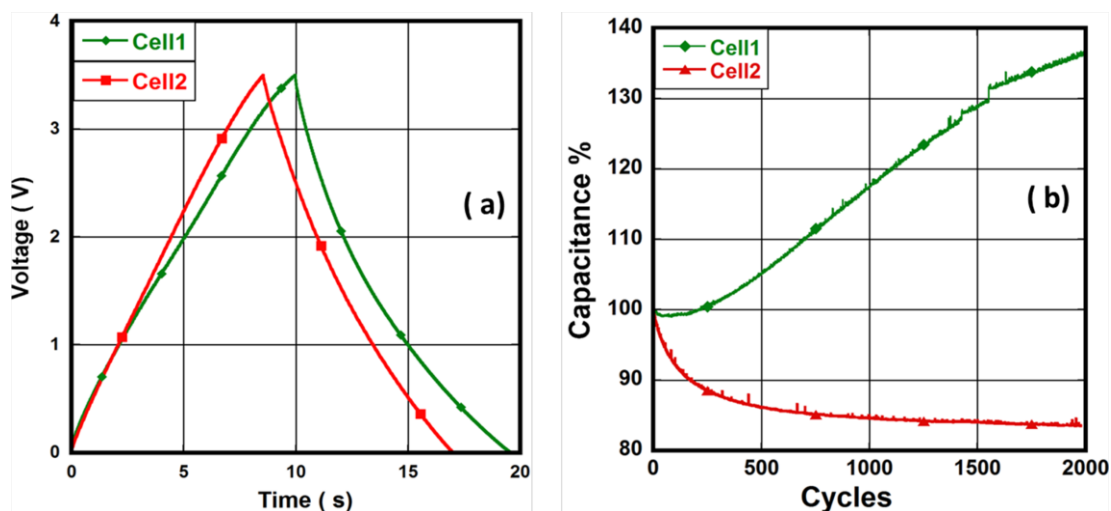 4
Cell1
Cell2
3
2
1
0
Voltage ( V)
( a)
0
5
10
15
20
Time ( s)
140
Cell1
Cell2
130
120
110
100
90
80
Capacitance %
( b)
0
500
1000
1500
2000
Cycles